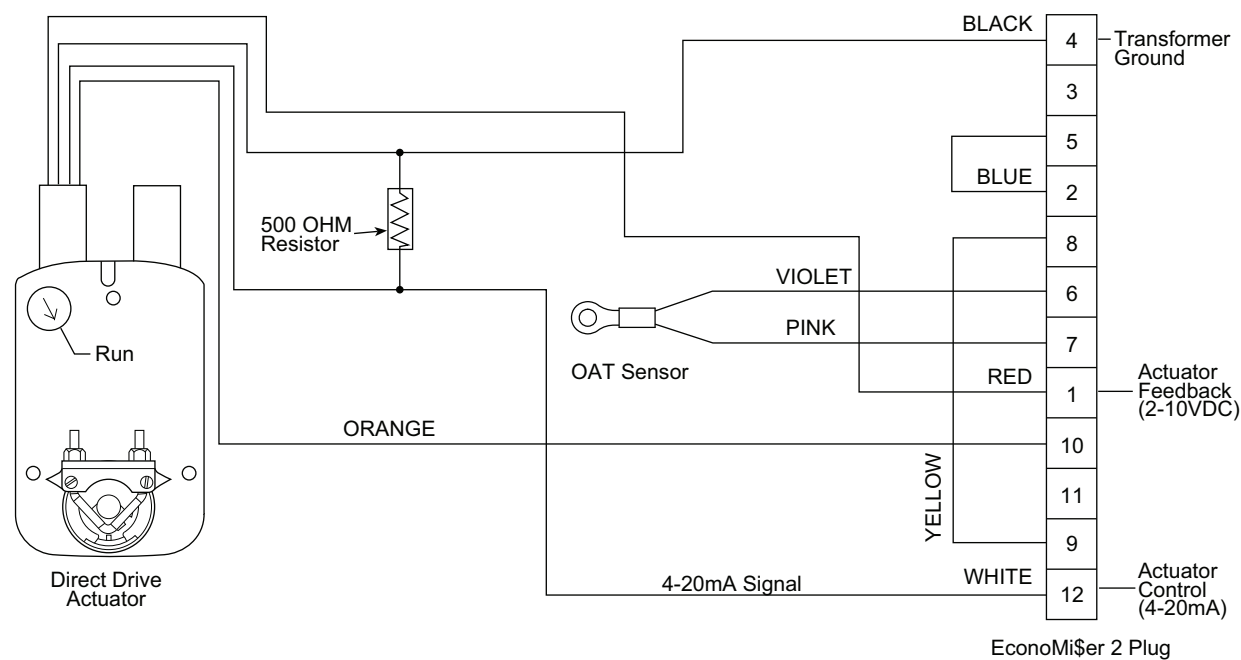 BLACK
4
Transformer
Ground
3
5
BLUE
2
500 OHM
Resistor
8
VIOLET
6
Run
PINK
7
OAT Sensor
RED
1
Actuator
Feedback
(2-10VDC)
ORANGE
10
YELLOW
11
9
Direct Drive
Actuator
4-20mA Signal
WHITE
12
Actuator
Control
(4-20mA)
EconoMi$er 2 Plug